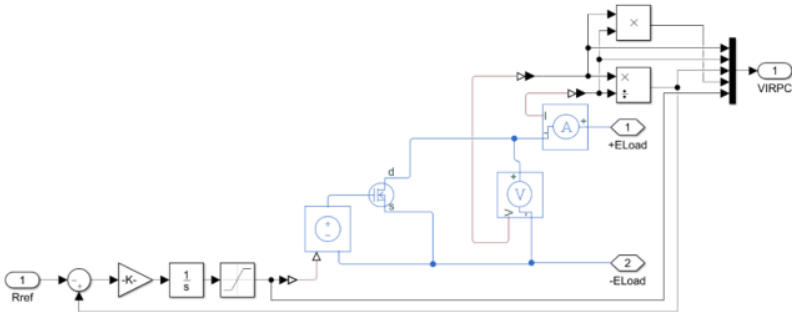 ×
1
VIRPC
×
÷
I
- A +
1
+ELoad
d
+
V
s
V
-
+
-
2
-ELoad
1
Rref
-
+
-K-
1
s